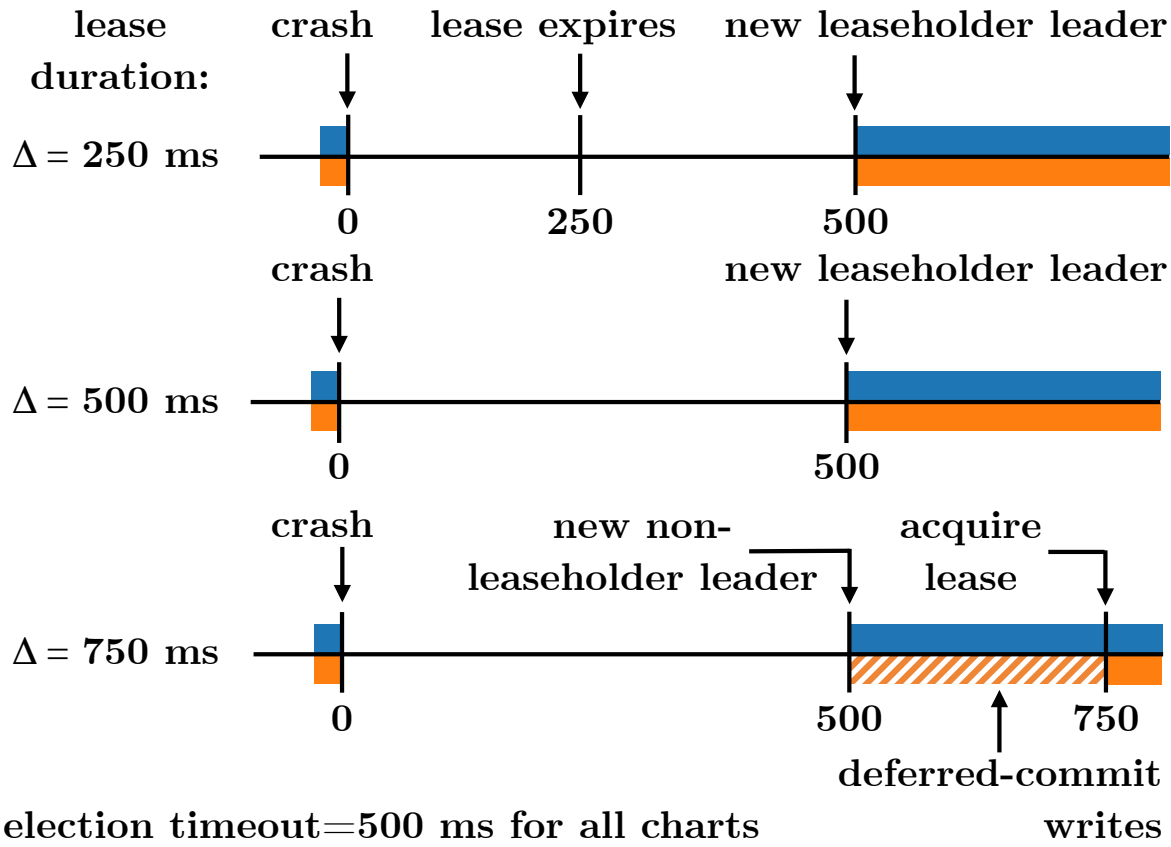 lease
duration:
crash
lease expires
new leaseholder leader
Δ = 250 ms
0
250
500
crash
new leaseholder leader
Δ = 500 ms
0
500
crash
new non-
leaseholder leader
acquire
lease
Δ = 750 ms
0
500
750
deferred-commit
writes
election timeout=500 ms for all charts